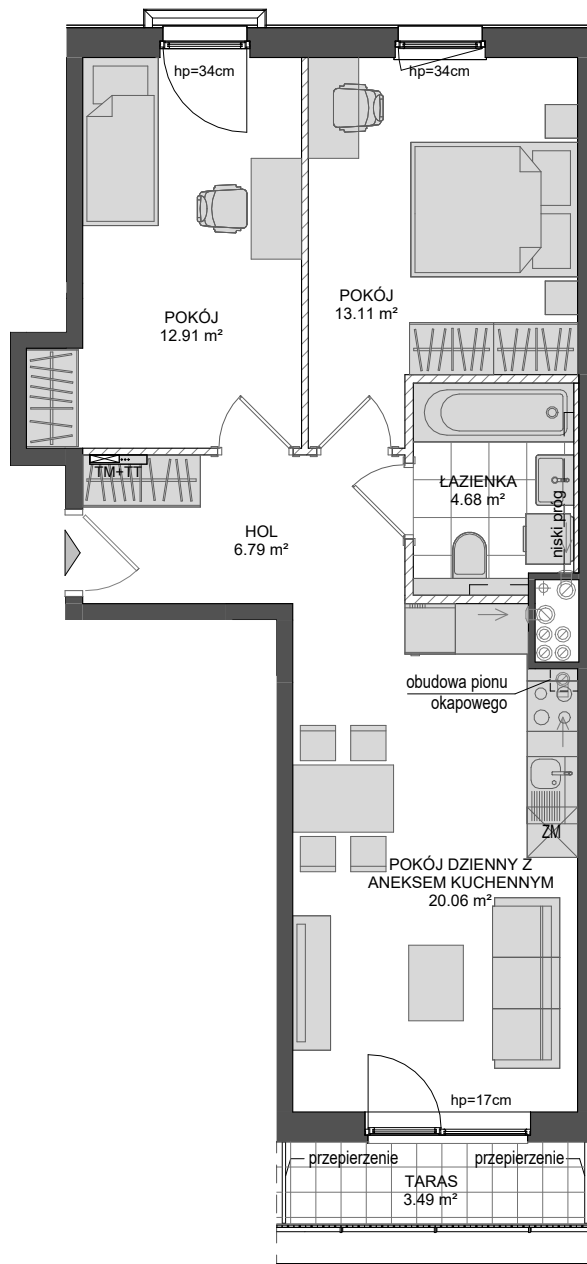 hp=34cm
hp=34cm
POKÓJ
12.91 m²
POKÓJ
13.11 m²
TM+TT
ŁAZIENKA
4.68 m²
niski próg
HOL
6.79 m²
obudowa pionu
okapowego
ZM
POKÓJ DZIENNY Z
ANEKSEM KUCHENNYM
20.06 m²
hp=17cm
przepierzenie
przepierzenie
TARAS
3.49 m²